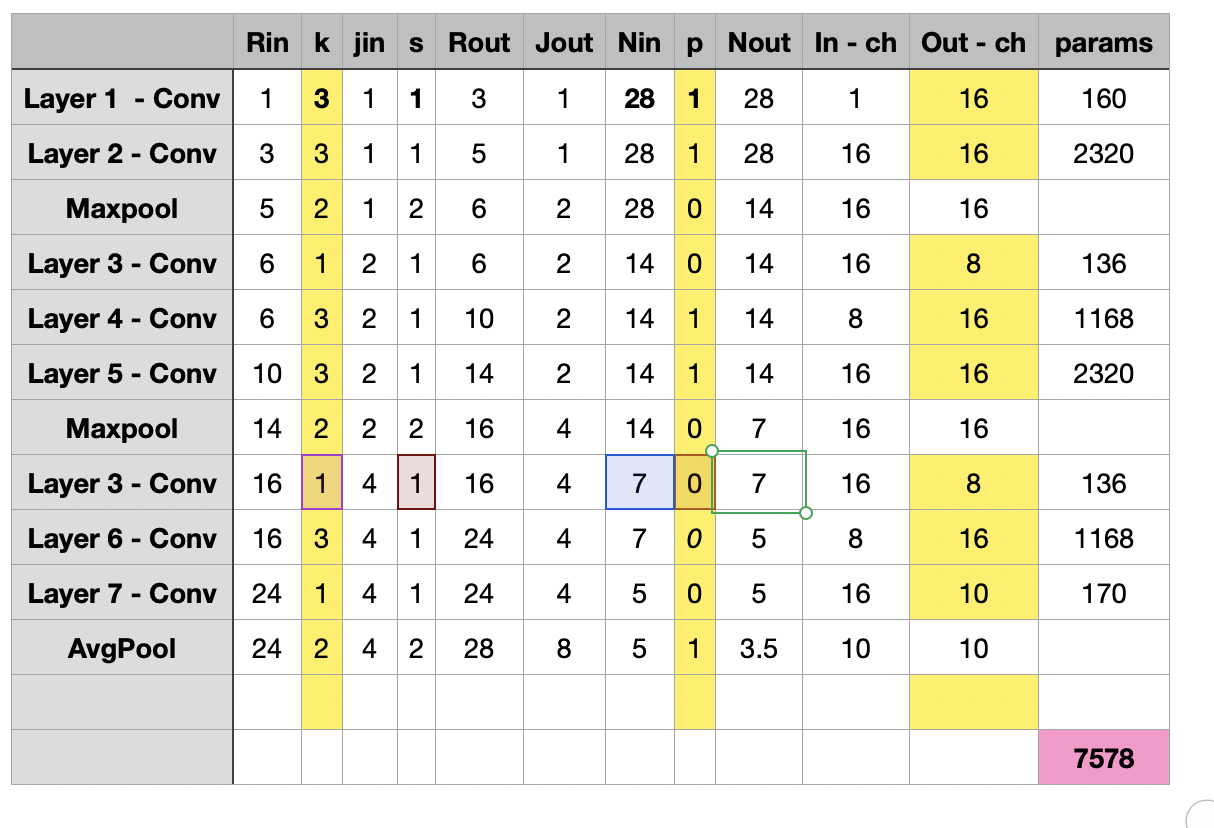 Rin k jin s Rout Jout Nin p Nout In - ch Out - ch params
Layer 1 - Conv 1 3 1 1 3 1 28 1 28 1 16 160
Layer 2 - Conv 3 3 1 1 5 1 28 1 28 16 16 2320
Maxpool 5 2 1 2 6 2 28 0 14 16 16
Layer 3 - Conv 6 1 2 1 6 2 14 0 14 16 8 136
Layer 4 - Conv 6 3 2 1 10 2 14 1 14 8 16 1168
Layer 5 - Conv 10 3 2 1 14 2 14 1 14 16 16 2320
Maxpool 14 2 2 2 16 4 14 0 7 16 16
Layer 3 - Conv 16 1 4 1 16 4 7 0 7 16 8 136
Layer 6 - Conv 16 3 4 1 24 4 7 0 5 8 16 1168
Layer 7 - Conv 24 1 4 1 24 4 5 0 5 16 10 170
AvgPool 24 2 4 2 28 8 5 1 3.5 10 10
7578